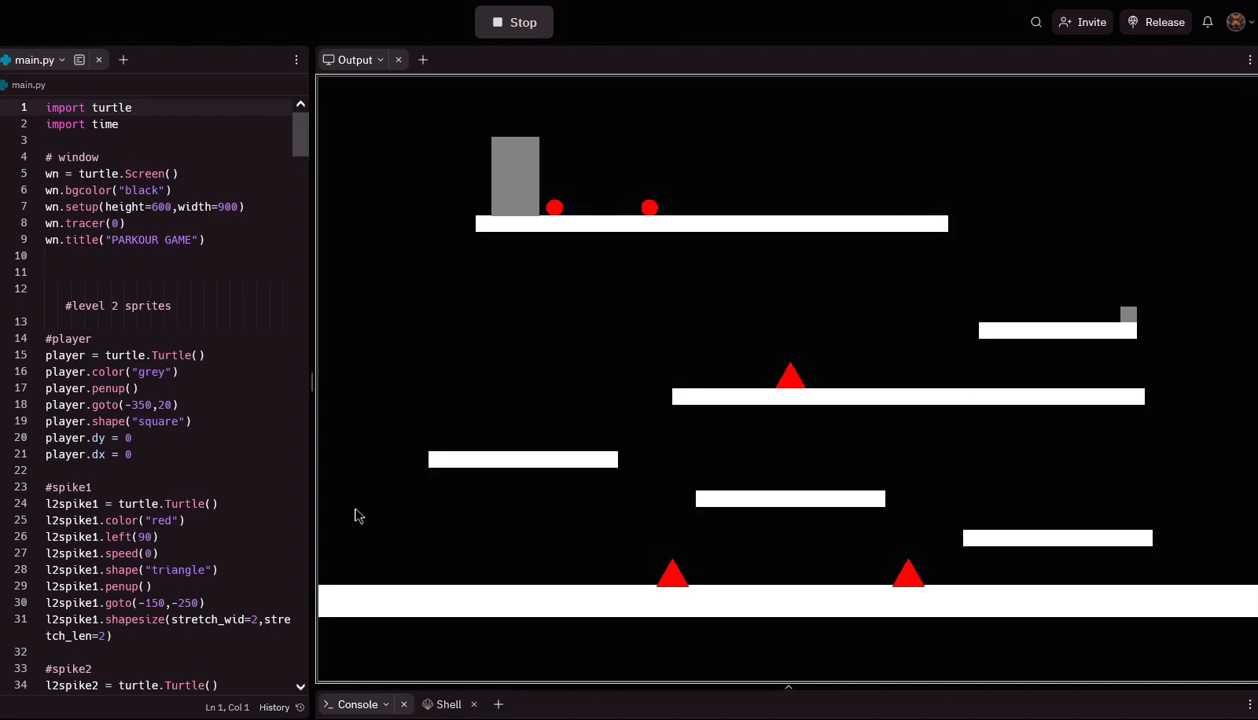 Stop
Invite
Release
main.py
Output
main.py
1 import turtle
2 import time
3
4 # window
5 wn = turtle.Screen()
6 wn.bgcolor("black")
7 wn.setup(height=600,width=900)
8 wn.tracer(0)
9 wn.title("PARKOUR GAME")
10
11
12
#level 2 sprites
13
14 #player
15 player = turtle.Turtle()
16 player.color("grey")
17 player.penup()
18 player.goto(-350,20)
19 player.shape("square")
20 player.dy = 0
21 player.dx = 0
22
23 #spike1
24 l2spike1 = turtle.Turtle()
25 l2spike1.color("red")
26 l2spike1.left(90)
27 l2spike1.speed(0)
28 l2spike1.shape("triangle")
29 l2spike1.penup()
30 l2spike1.goto(-150,-250)
31 l2spike1.shapesize(stretch_wid=2,stre
tch_len=2)
32
33 #spike2
34 l2spike2 = turtle.Turtle()
Ln 1, Col 1 History
Console
Shell